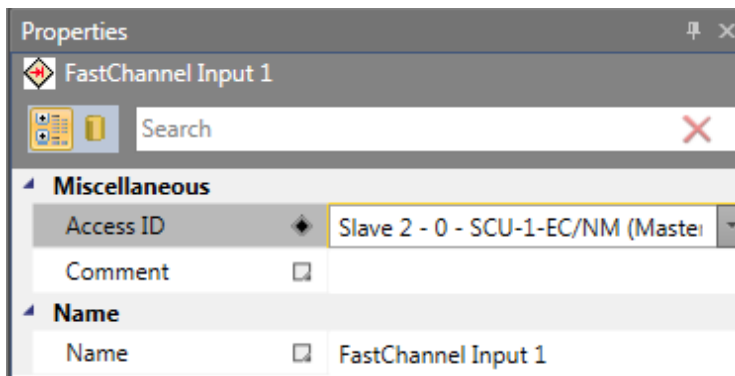 Properties
FastChannel Input 1
Search
Miscellaneous
Access ID Slave 2 - 0 - SCU-1-EC/NM (Master
Comment
Name
Name FastChannel Input 1